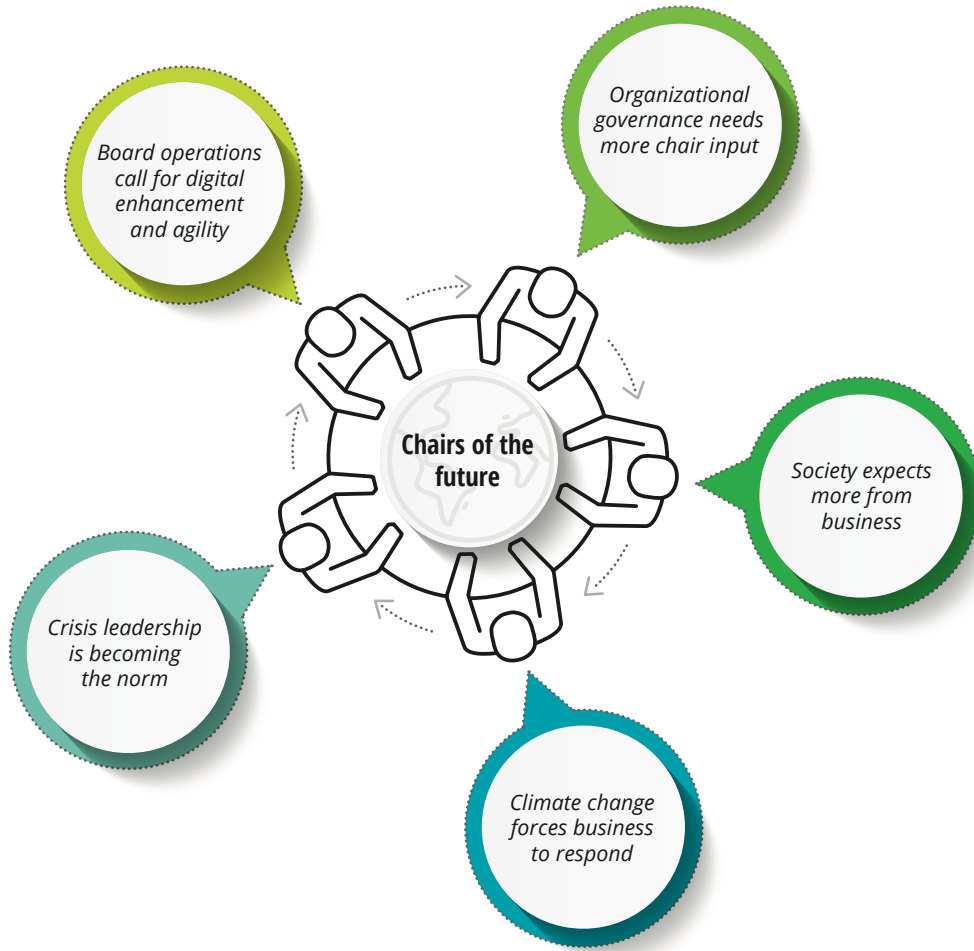 Organizational
governance needs
more chair input
Board operations
call for digital
enhancement
and agility
Chairs of the
future
Society expects
more from
business
Crisis leadership
is becoming
the norm
Climate change
forces business
to respond